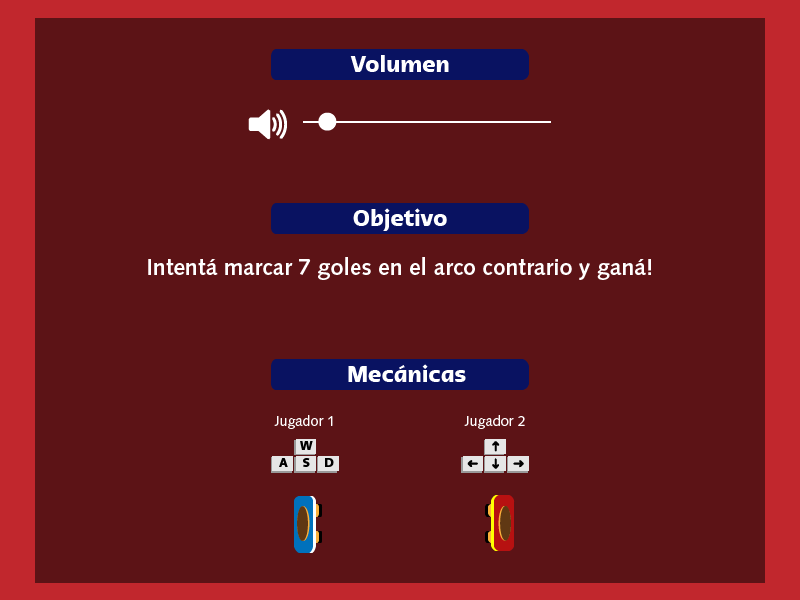 Volumen
Objetivo
Intentá marcar 7 goles en el arco contrario y ganá!
Mecánicas
Jugador 1 Jugador 2
W ↑
A S D ← ↓ →